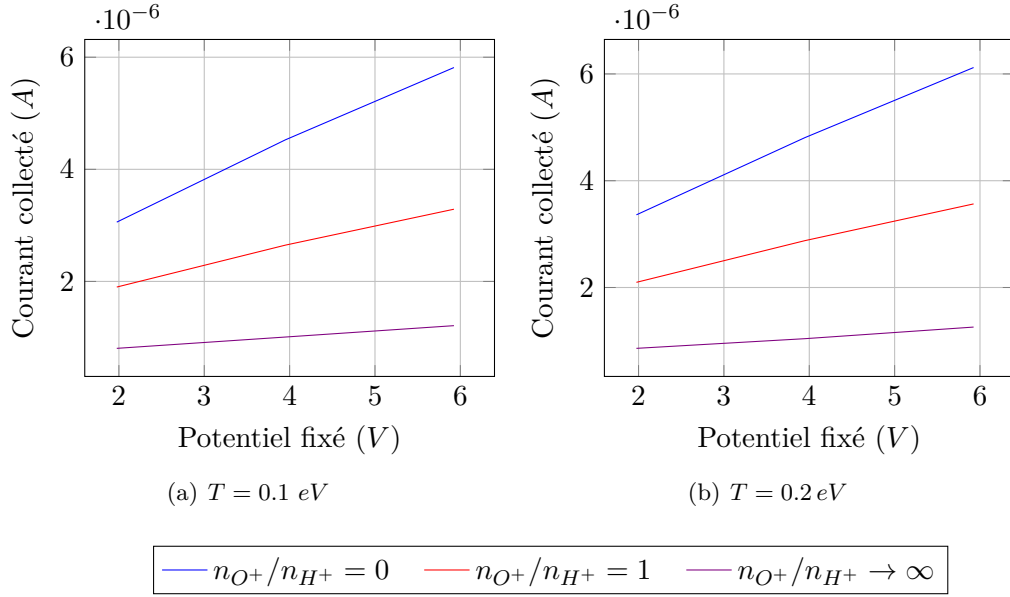 ·10⁻⁶
6
4
2
Courant collecté (A)
2 3 4 5 6
Potentiel fixé (V)
(a) T = 0.1 eV
·10⁻⁶
6
4
2
Courant collecté (A)
2 3 4 5 6
Potentiel fixé (V)
(b) T = 0.2 eV
n_{O⁺}/n_{H⁺} = 0 n_{O⁺}/n_{H⁺} = 1 n_{O⁺}/n_{H⁺} → ∞